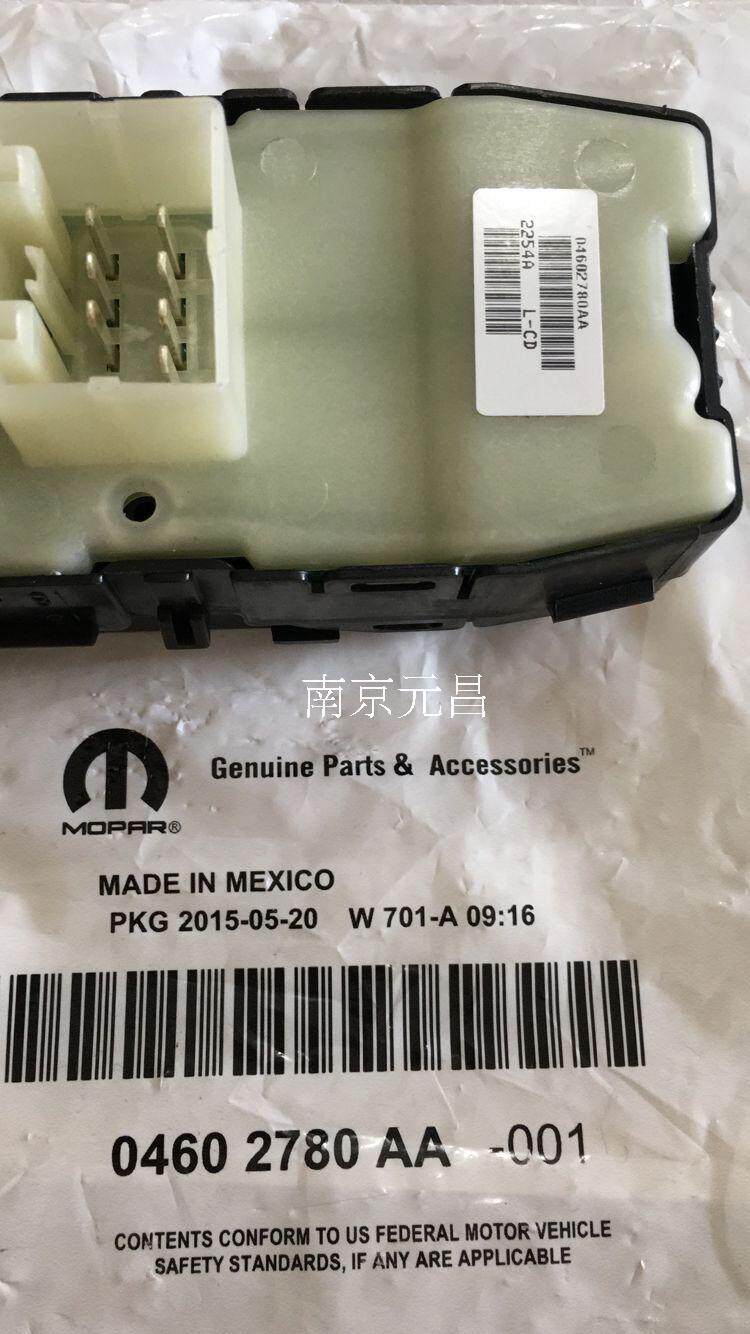 04602780AA
2254A L-CD
南京元昌
MOPAR®
Genuine Parts & Accessories™
MADE IN MEXICO
PKG 2015-05-20 W 701-A 09:16
0460 2780 AA -001
CONTENTS CONFORM TO US FEDERAL MOTOR VEHICLE
SAFETY STANDARDS, IF ANY ARE APPLICABLE